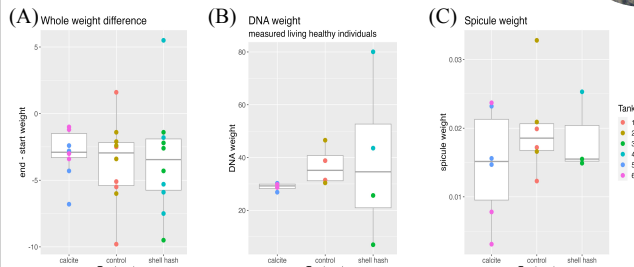 (A) Whole weight difference
end - start weight
5
0
-5
-10
calcite control shell hash
(B) DNA weight
measured living healthy individuals
DNA weight
80
60
40
20
calcite control shell hash
(C) Spicule weight
spicule weight
0.03
0.02
0.01
calcite control shell hash
Tank
1
2
3
4
5
6